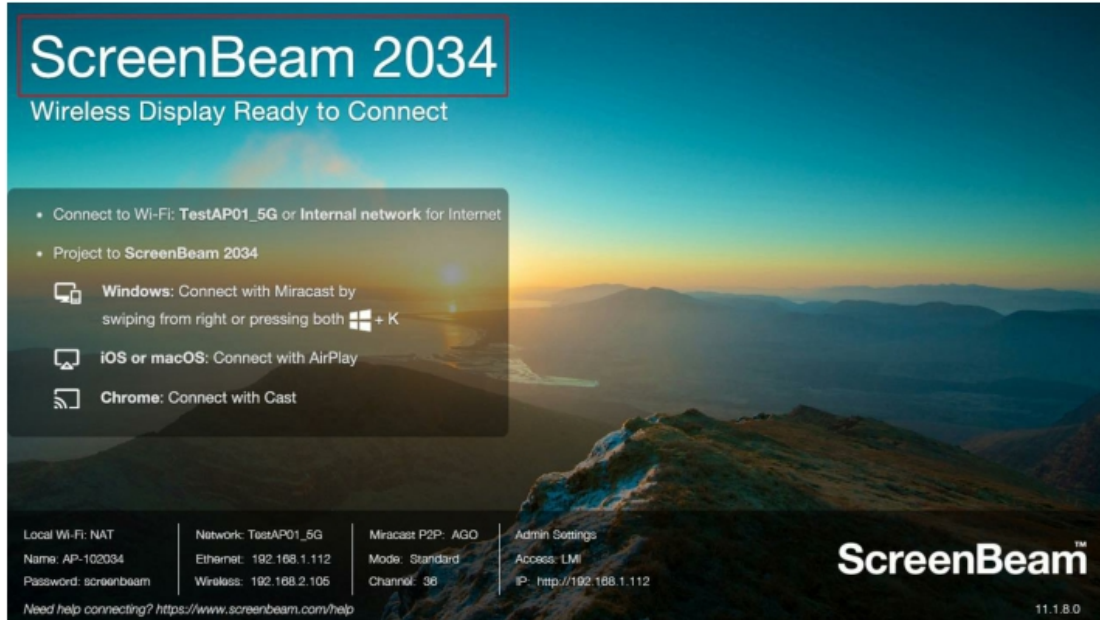 ScreenBeam 2034
Wireless Display Ready to Connect
• Connect to Wi-Fi: TestAP01_5G or Internal network for Internet
• Project to ScreenBeam 2034
Windows: Connect with Miracast by
swiping from right or pressing both + K
iOS or macOS: Connect with AirPlay
Chrome: Connect with Cast
Local Wi-Fi: NAT
Name: AP-102034
Password: screenbeam
Network: TestAP01_5G
Ethernet: 192.168.1.112
Wireless: 192.168.2.105
Miracast P2P: AGO
Mode: Standard
Channel: 36
Admin Settings
Access: LMI
IP: http://192.168.1.112
Need help connecting? https://www.screenbeam.com/help
ScreenBeam™
11.1.8.0